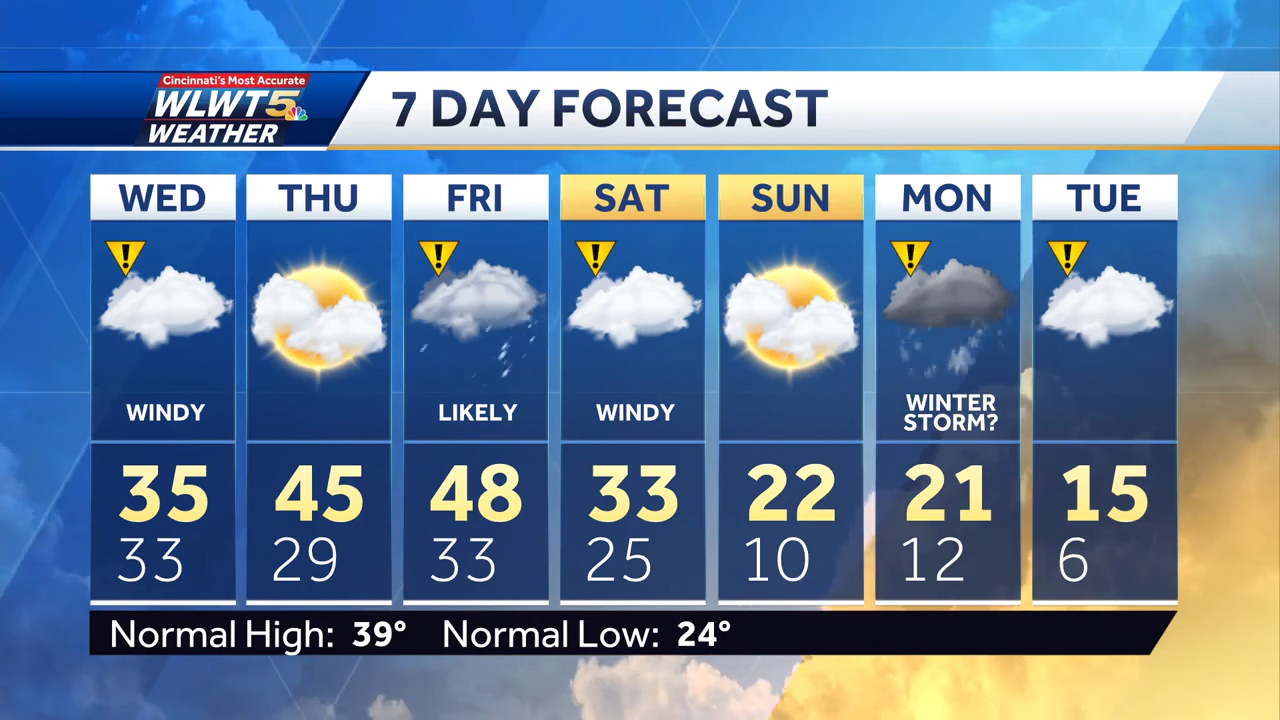 Cincinnati's Most Accurate
WLWT5
WEATHER
7 DAY FORECAST
WED THU FRI SAT SUN MON TUE
! ! ! ! !
WINDY LIKELY WINDY WINTER
STORM?
35 45 48 33 22 21 15
33 29 33 25 10 12 6
Normal High: 39° Normal Low: 24°